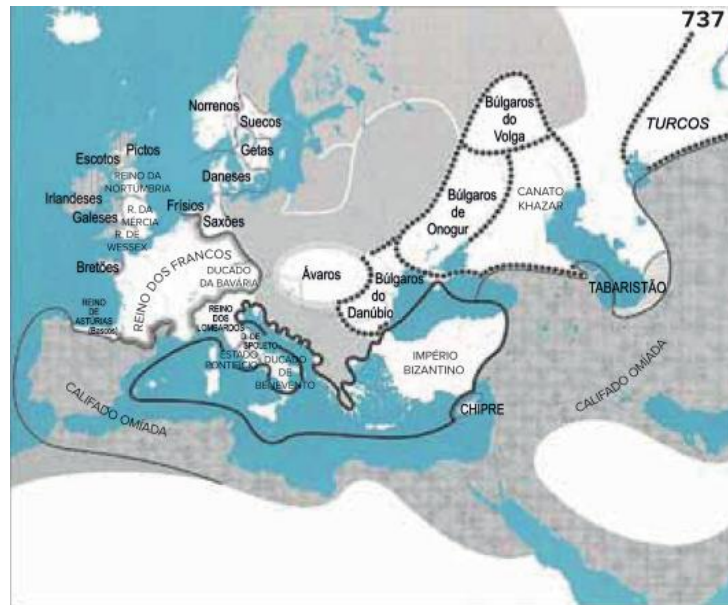 737
Búlgaros
do
Volga
TURCOS
Norrenos
Suecos
Getas
Daneses
Escotos
Pictos
REINO DA
NORTÚMBRIA
Irlandeses
Galeses
R. DA
MÉRCIA
R. DE
WESSEX
Frísios
Saxões
Bretões
REINO DOS FRANCOS
DUCADO
DA BAVÁRIA
Búlgaros
de
Onogur
CANATO
KHAZAR
Ávaros
Búlgaros
do
Danúbio
TABARISTÃO
REINO
DE
ASTÚRIAS
(Bascos)
REINO
DOS
LOMBARDOS
D. DE
SPOLETO
ESTADO
PONTIFÍCIO
DUCADO
DE
BENEVENTO
IMPÉRIO
BIZANTINO
CHIPRE
CALIFADO OMÍADA
CALIFADO OMÍADA